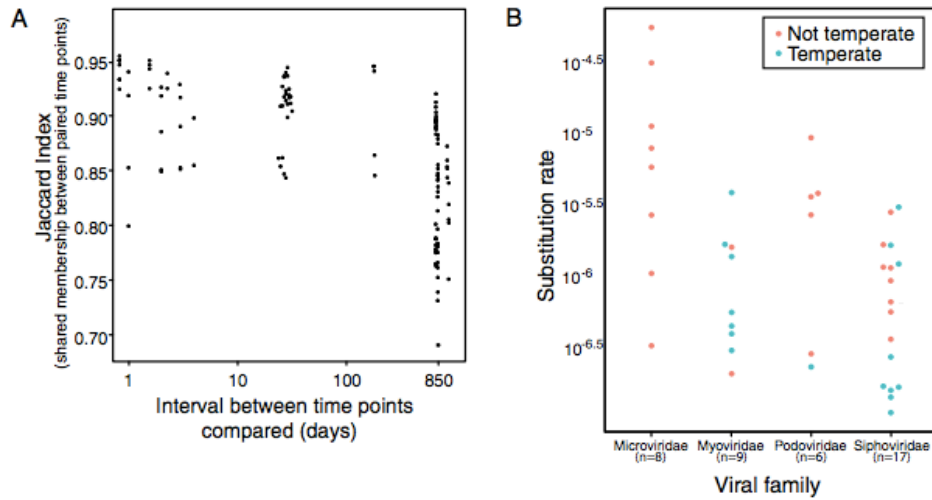 A
Jaccard Index
(shared membership between paired time points)
0.95
0.90
0.85
0.80
0.75
0.70
1
10
100
850
Interval between time points
compared (days)
B
Not temperate
Temperate
Substitution rate
10-4.5
10-5
10-5.5
10-6
10-6.5
Microviridae
(n=8)
Myoviridae
(n=9)
Podoviridae
(n=6)
Siphoviridae
(n=17)
Viral family